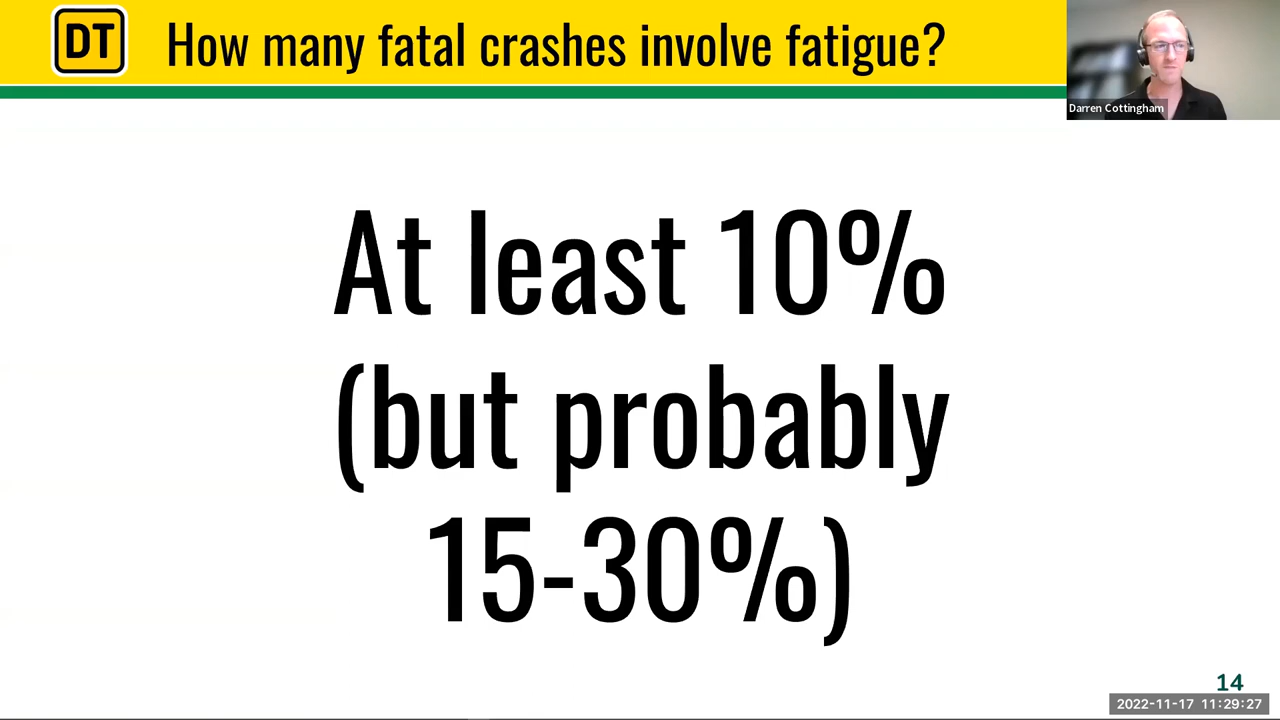 DT
How many fatal crashes involve fatigue?
Darren Cottingham
At least 10%
(but probably
15-30%)
14
2022-11-17 11:29:27